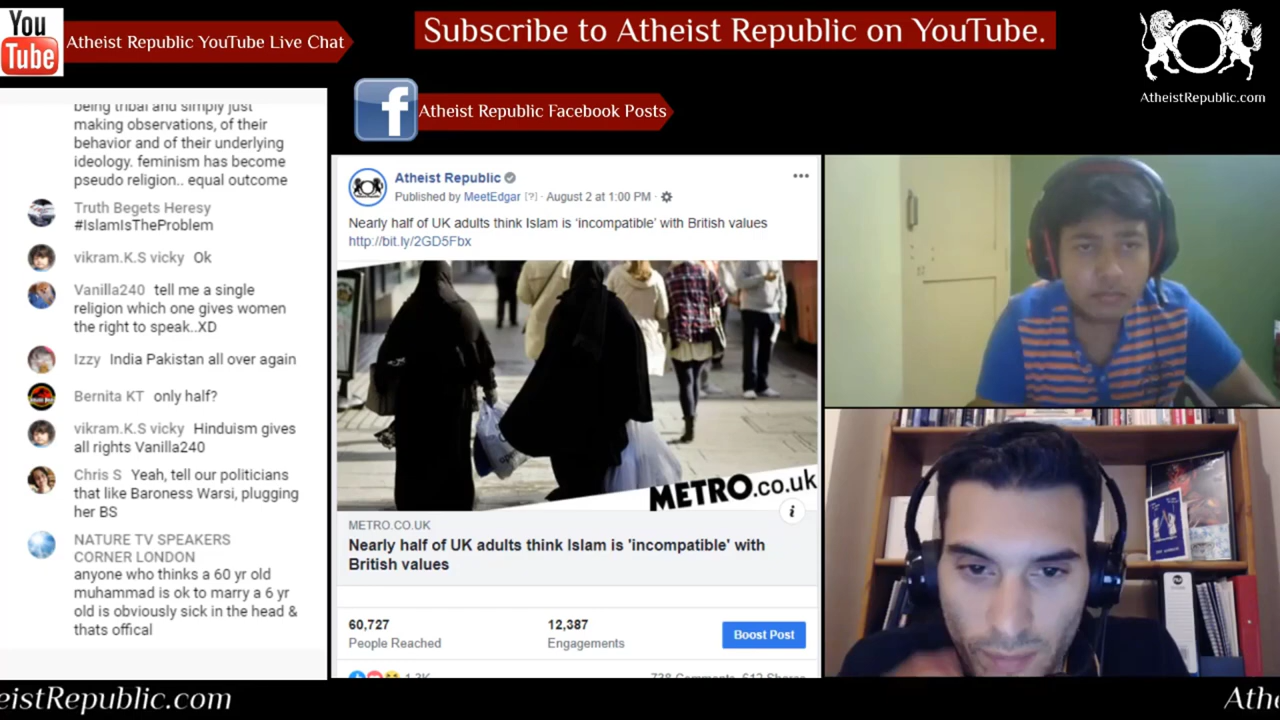 You
Tube
Atheist Republic YouTube Live Chat
Subscribe to Atheist Republic on YouTube.
AtheistRepublic.com
f
Atheist Republic Facebook Posts
being tribal and simply just
making observations, of their
behavior and of their underlying
ideology. feminism has become
pseudo religion.. equal outcome
Truth Begets Heresy
#IslamIsTheProblem
vikram.K.S vicky Ok
Vanilla240 tell me a single
religion which one gives women
the right to speak..XD
Izzy India Pakistan all over again
Bernita KT only half?
vikram.K.S vicky Hinduism gives
all rights Vanilla240
Chris S Yeah, tell our politicians
that like Baroness Warsi, plugging
her BS
NATURE TV SPEAKERS
CORNER LONDON
anyone who thinks a 60 yr old
muhammad is ok to marry a 6 yr
old is obviously sick in the head &
thats offical
Atheist Republic
Published by MeetEdgar [?] · August 2 at 1:00 PM ·
Nearly half of UK adults think Islam is 'incompatible' with British values
http://bit.ly/2GD5Fbx
METRO.co.uk
i
METRO.CO.UK
Nearly half of UK adults think Islam is 'incompatible' with
British values
60,727
People Reached
12,387
Engagements
Boost Post
1.3K
738 Comments 612 Shares
eistRepublic.com
Athe